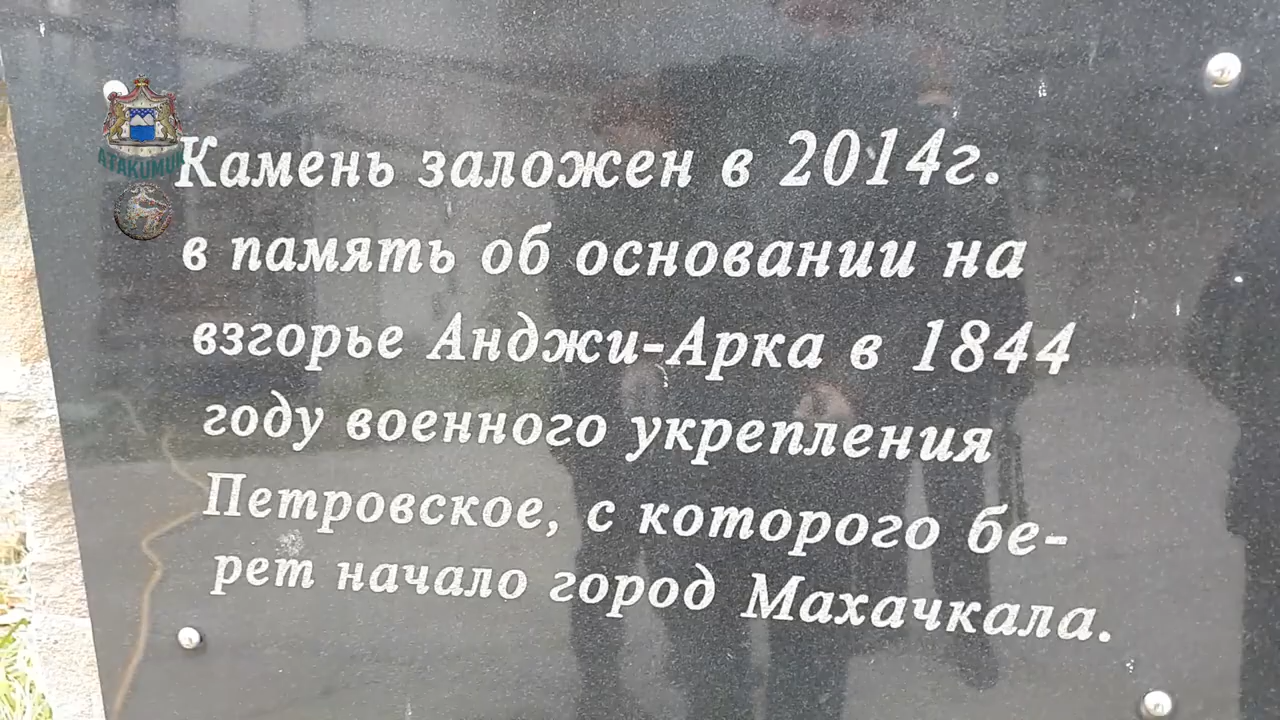 Камень заложен в 2014г.
в память об основании на
взгорье Анджи-Арка в 1844
году военного укрепления
Петровское, с которого бе-
рет начало город Махачкала.
ATAKUMUK